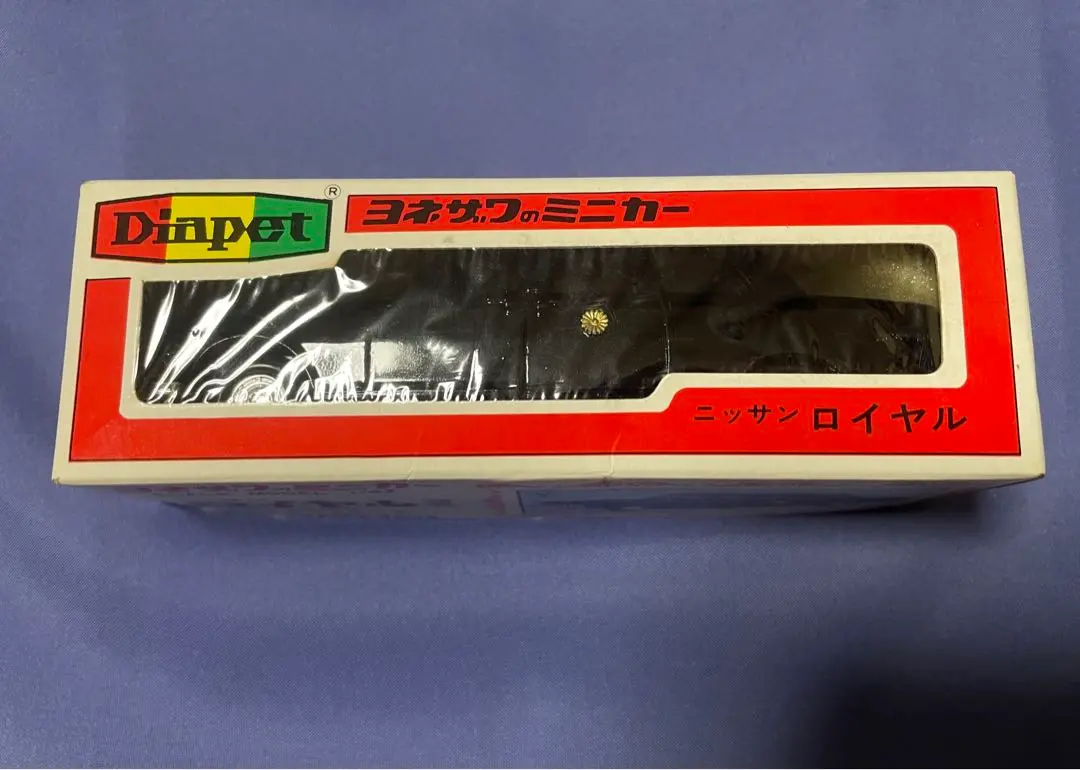 Diapet ®
ヨネザワのミニカー
ニッサン ロイヤル